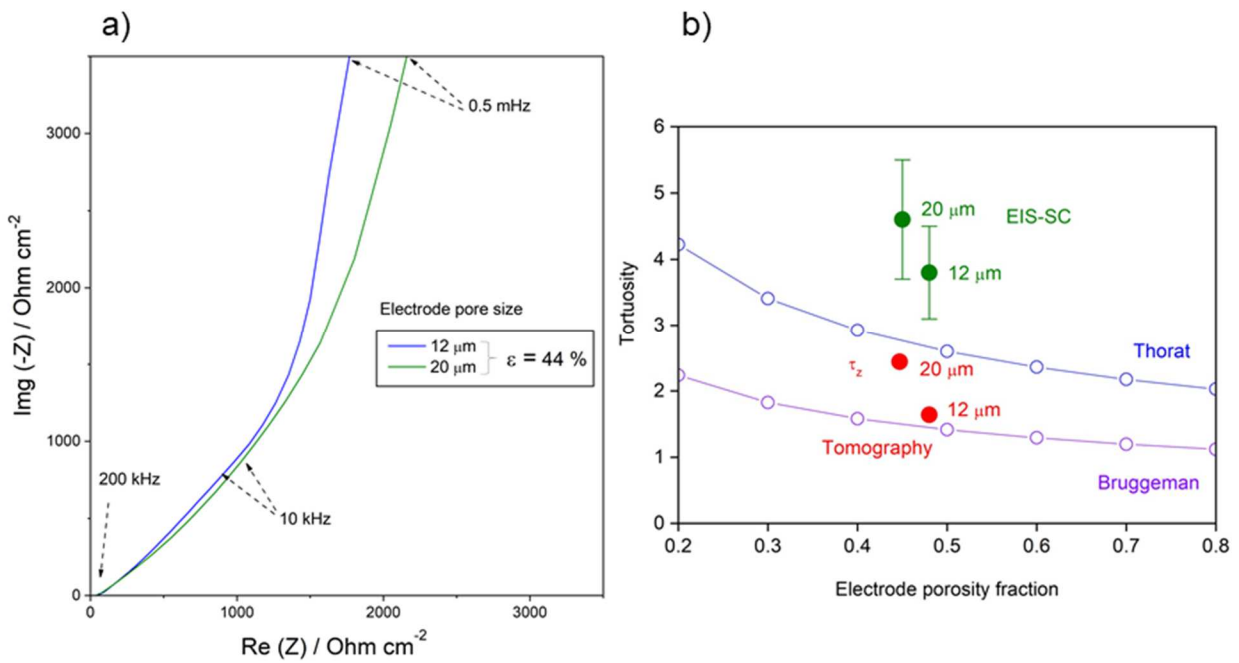 a)
Img (-Z) / Ohm cm-2
3000
2000
1000
0
0
1000
2000
3000
Re (Z) / Ohm cm-2
0.5 mHz
200 kHz
10 kHz
Electrode pore size
12 μm
20 μm
ε = 44 %
b)
Tortuosity
6
5
4
3
2
1
0
0.2
0.3
0.4
0.5
0.6
0.7
0.8
Electrode porosity fraction
20 μm
EIS-SC
12 μm
Thorat
τz
20 μm
12 μm
Tomography
Bruggeman